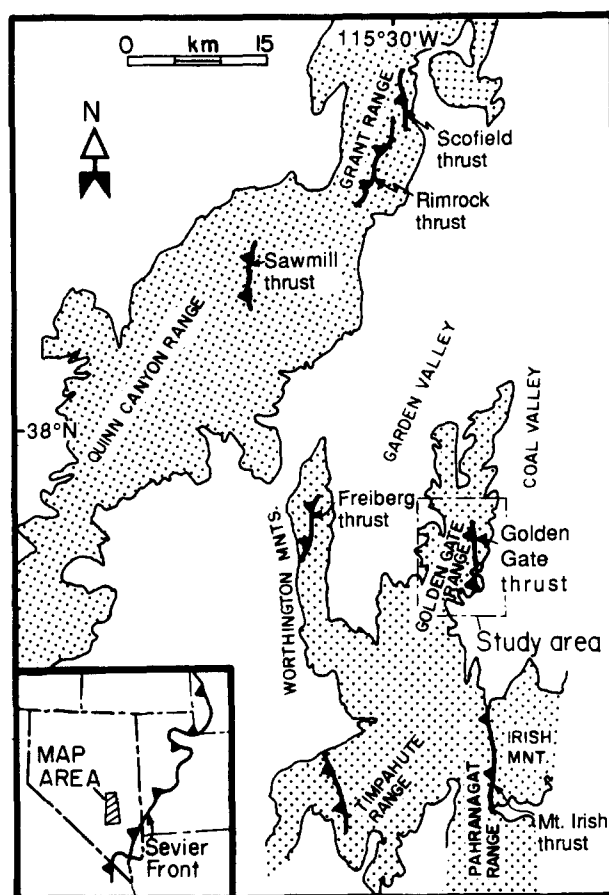 0 km 15
115°30'W
N
GRANT RANGE
Scofield
thrust
Rimrock
thrust
Sawmill
thrust
QUINN CANYON RANGE
GARDEN VALLEY
COAL VALLEY
38°N
Freiberg
thrust
WORTHINGTON MNTS.
GOLDEN GATE
RANGE
Golden
Gate
thrust
Study area
MAP
AREA
Sevier
Front
TIMPAHUTE
RANGE
IRISH
MNT.
PAHRANAGAT
RANGE
Mt. Irish
thrust